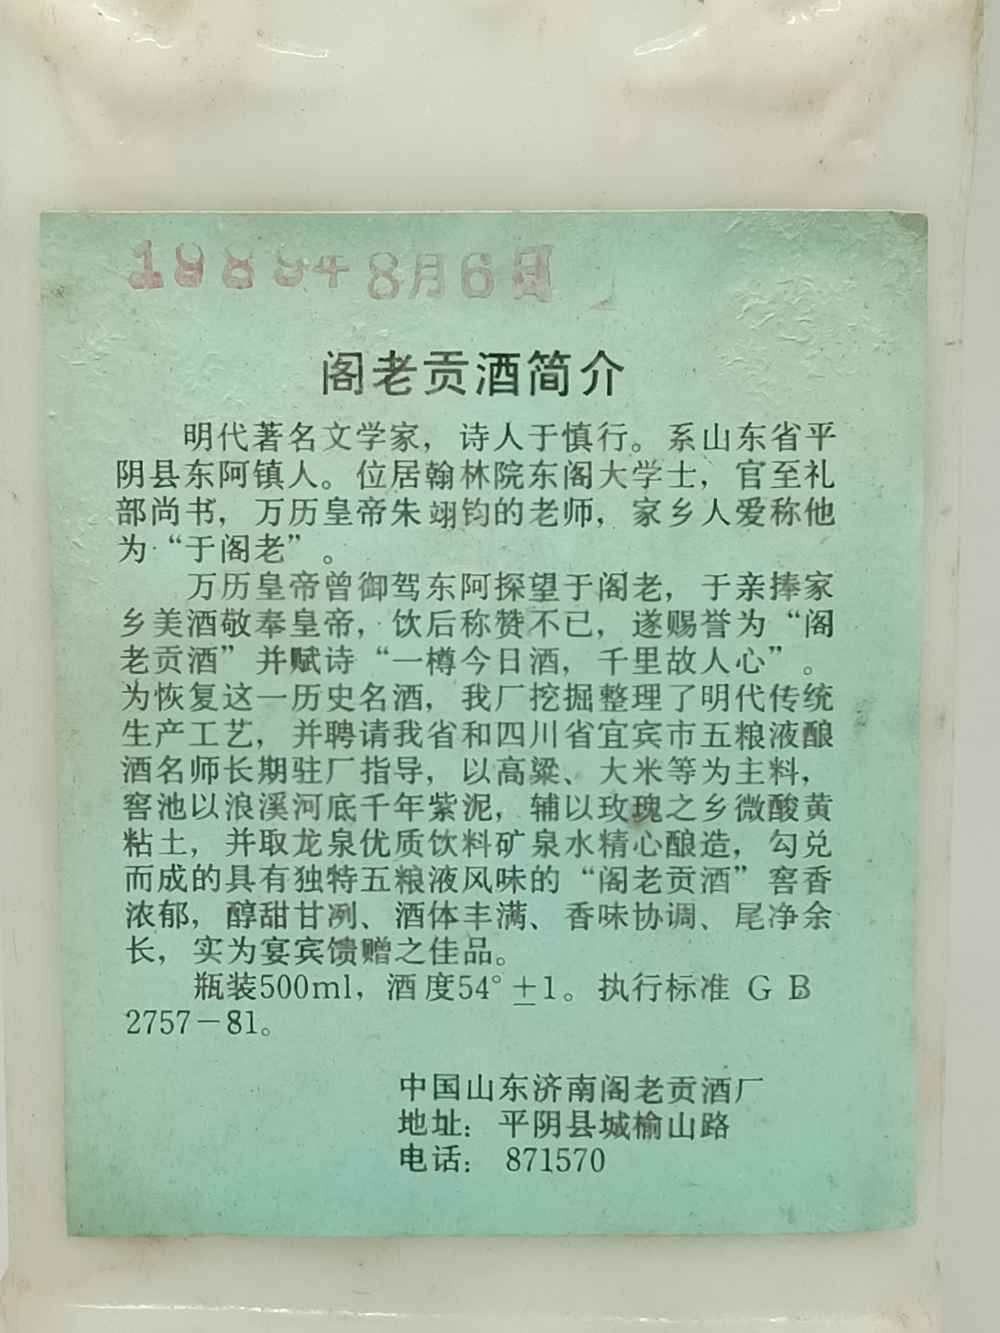 1989年8月6日
阁老贡酒简介
明代著名文学家，诗人于慎行。系山东省平
阴县东阿镇人。位居翰林院东阁大学士，官至礼
部尚书，万历皇帝朱翊钧的老师，家乡人爱称他
为“于阁老”。
万历皇帝曾御驾东阿探望于阁老，于亲捧家
乡美酒敬奉皇帝，饮后称赞不已，遂赐誉为“阁
老贡酒”并赋诗“一樽今日酒，千里故人心”。
为恢复这一历史名酒，我厂挖掘整理了明代传统
生产工艺，并聘请我省和四川省宜宾市五粮液酿
酒名师长期驻厂指导，以高粱、大米等为主料，
窖池以浪溪河底千年紫泥，辅以玫瑰之乡微酸黄
粘土，并取龙泉优质饮料矿泉水精心酿造，勾兑
而成的具有独特五粮液风味的“阁老贡酒”窖香
浓郁，醇甜甘冽、酒体丰满、香味协调、尾净余
长，实为宴宾馈赠之佳品。
瓶装500ml，酒度54°±1。执行标准 G B
2757－81。
中国山东济南阁老贡酒厂
地址：平阴县城榆山路
电话：871570